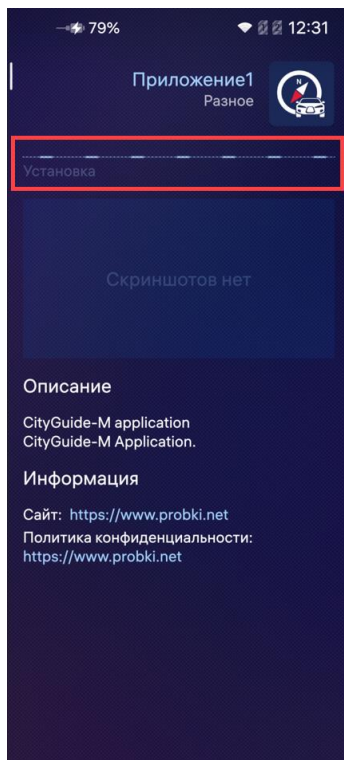 79%
12:31
Приложение1
Разное
N
Установка
Скриншотов нет
Описание
CityGuide-M application
CityGuide-M Application.
Информация
Сайт: https://www.probki.net
Политика конфиденциальности:
https://www.probki.net